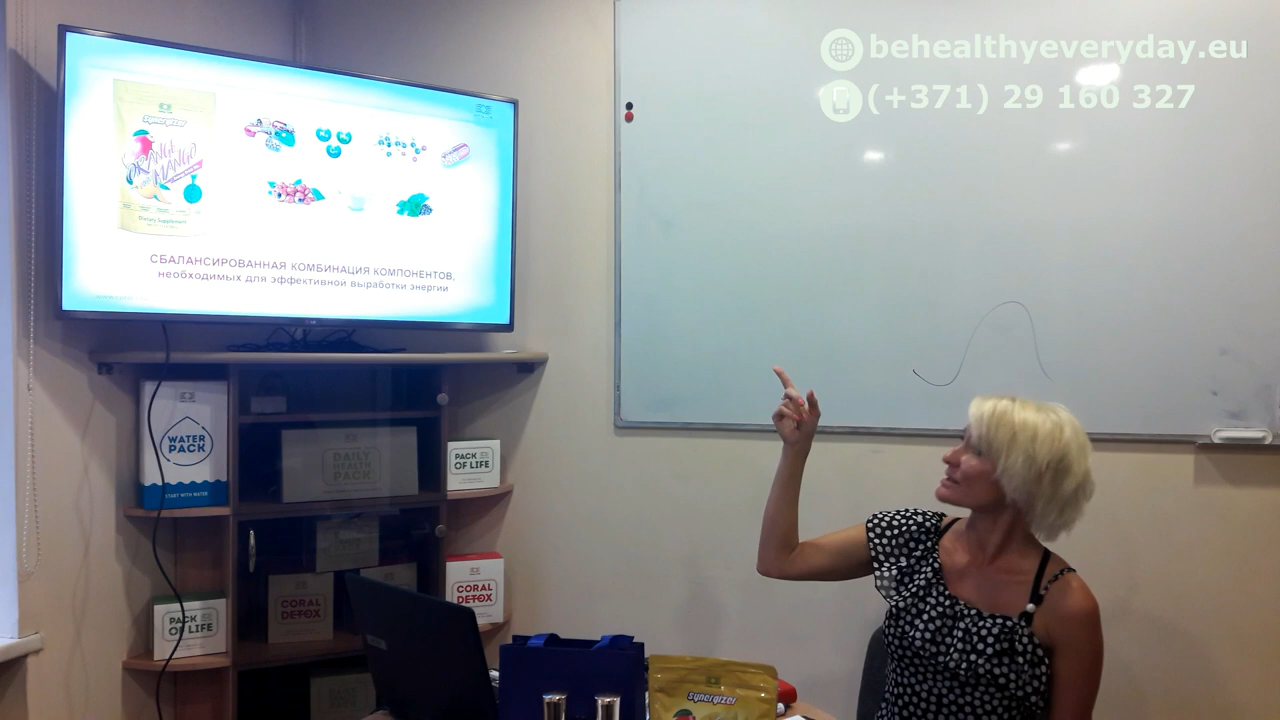 behealthyeveryday.eu
(+371) 29 160 327
synergizer
ORANGE
MANGO
Dietary Supplement
СБАЛАНСИРОВАННАЯ КОМБИНАЦИЯ КОМПОНЕНТОВ,
необходимых для эффективной выработки энергии
WATER
PACK
START WITH WATER
DAILY
HEALTH
PACK
PACK
OF LIFE
CORAL
DETOX
CORAL
DETOX
PACK
OF LIFE
DAILY
synergizer